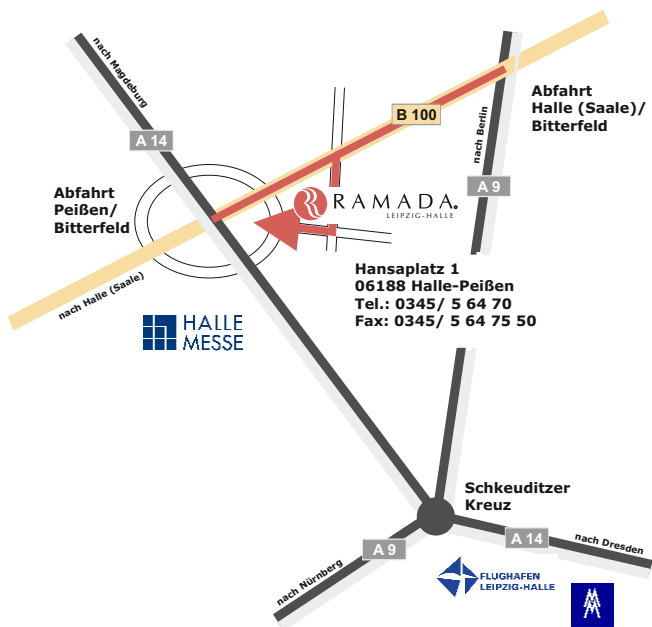 nach Magdeburg
A 14
B 100
nach Berlin
Abfahrt
Halle (Saale)/
Bitterfeld
A 9
Abfahrt
Peißen/
Bitterfeld
RAMADA.
LEIPZIG-HALLE
nach Halle (Saale)
Hansaplatz 1
06188 Halle-Peißen
Tel.: 0345/ 5 64 70
Fax: 0345/ 5 64 75 50
HALLE
MESSE
Schkeuditzer
Kreuz
A 9
A 14
nach Dresden
nach Nürnberg
FLUGHAFEN
LEIPZIG-HALLE